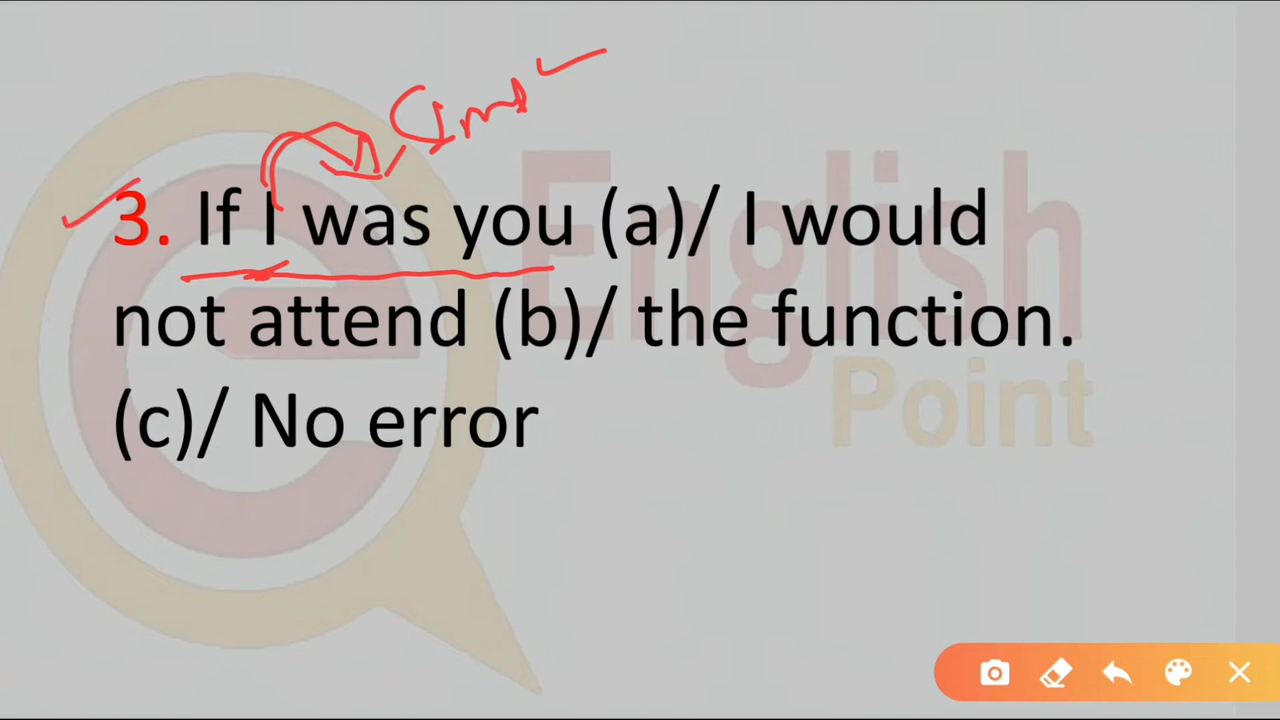 3. If I was you (a)/ I would
not attend (b)/ the function.
(c)/ No error
English
Point